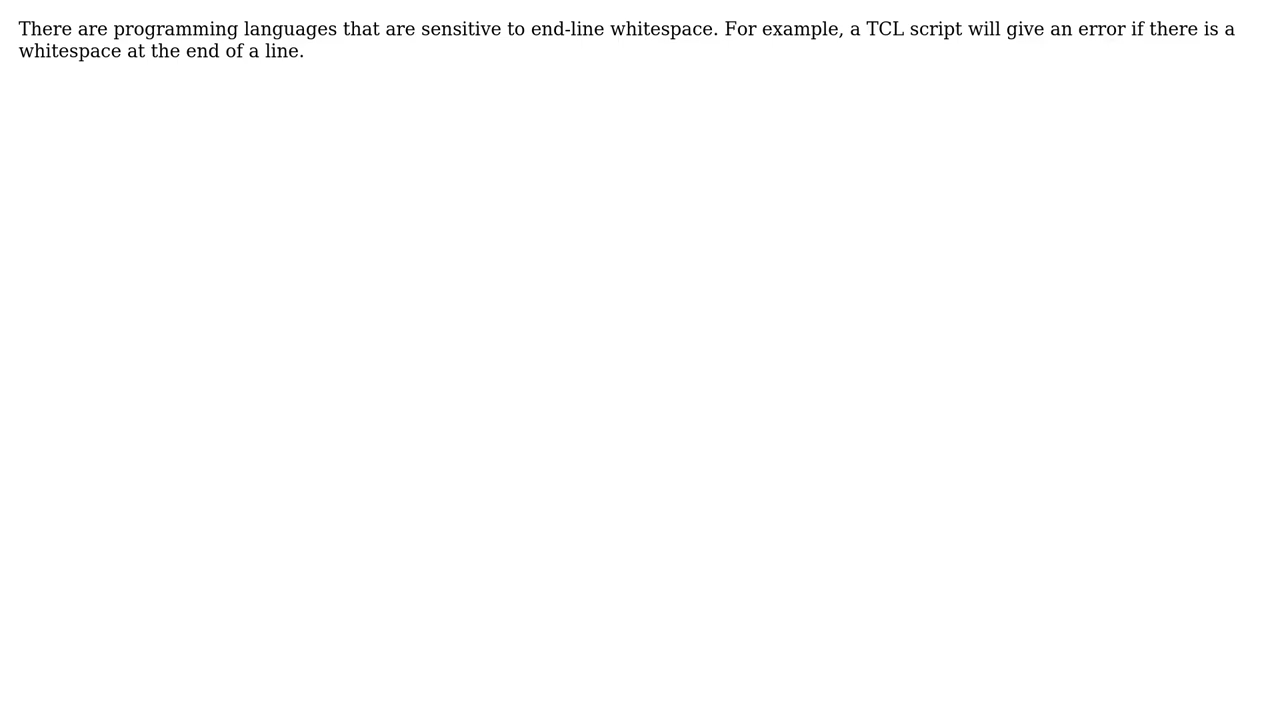 There are programming languages that are sensitive to end-line whitespace. For example, a TCL script will give an error if there is a
whitespace at the end of a line.